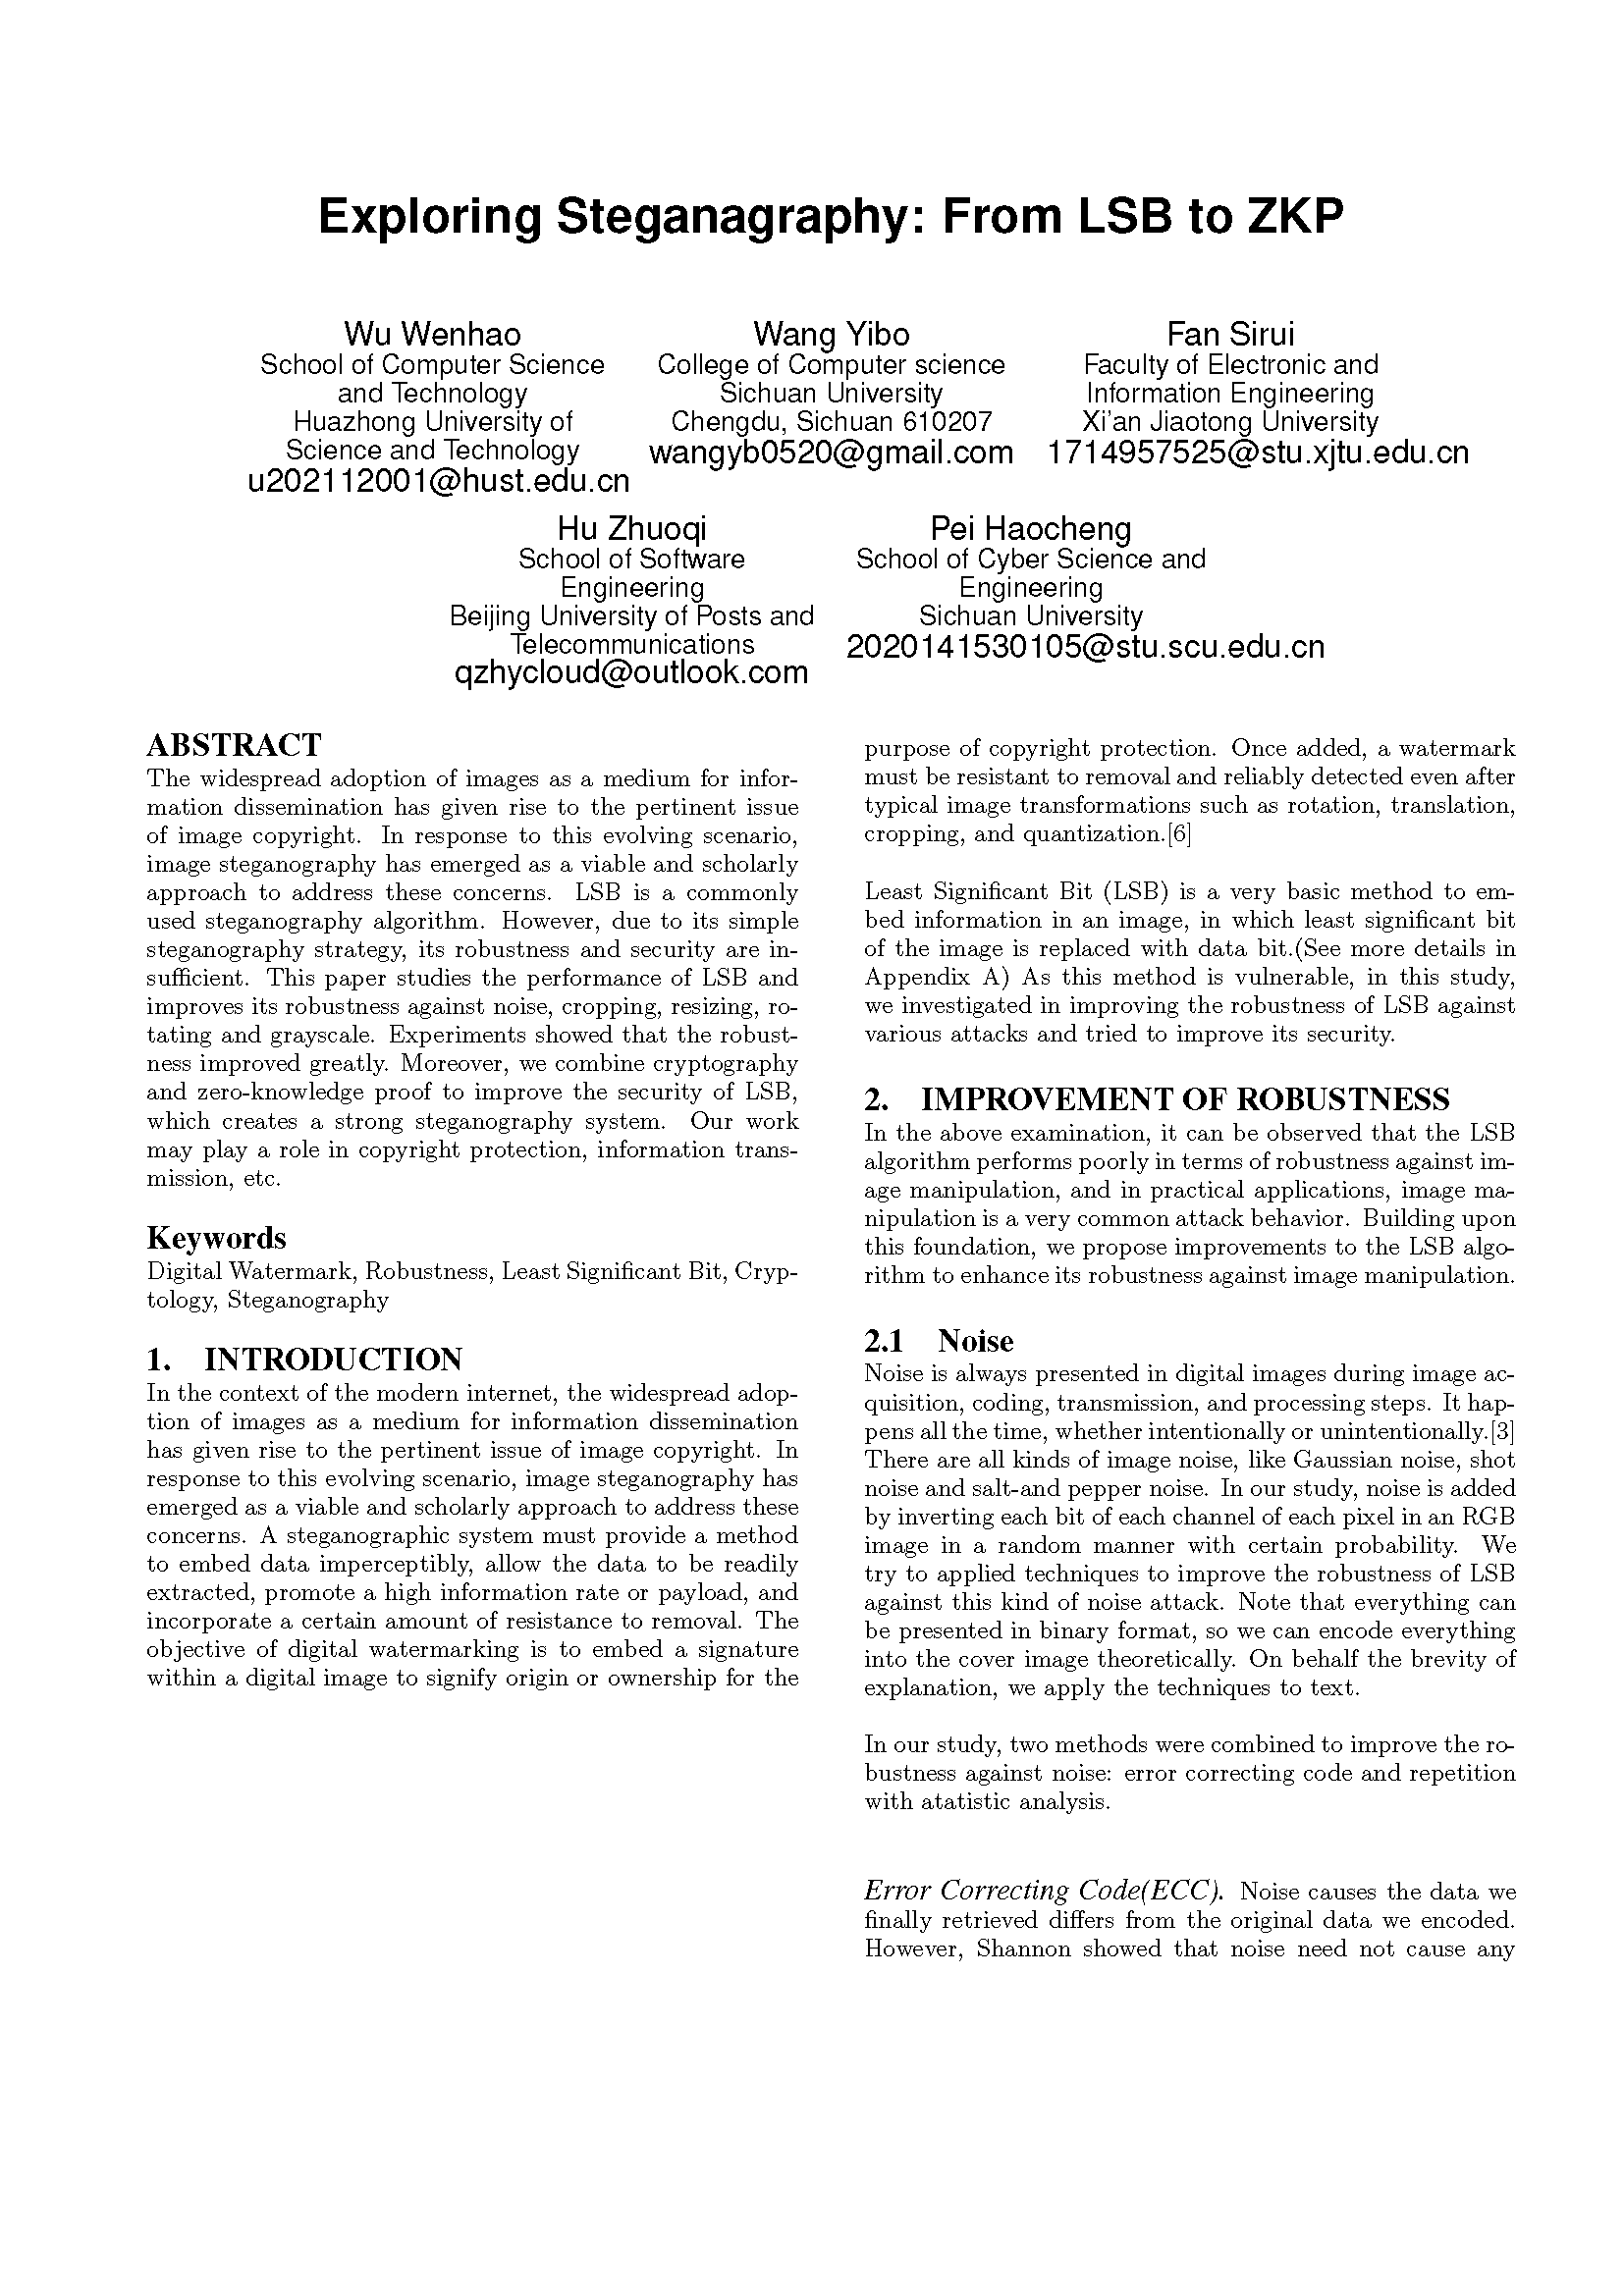 Exploring Steganagraphy: From LSB to ZKP
Wu Wenhao
School of Computer Science
and Technology
Huazhong University of
Science and Technology
u202112001@hust.edu.cn
Wang Yibo
College of Computer science
Sichuan University
Chengdu, Sichuan 610207
wangyb0520@gmail.com
Fan Sirui
Faculty of Electronic and
Information Engineering
Xi'an Jiaotong University
1714957525@stu.xjtu.edu.cn
Hu Zhuoqi
School of Software
Engineering
Beijing University of Posts and
Telecommunications
qzhycloud@outlook.com
Pei Haocheng
School of Cyber Science and
Engineering
Sichuan University
2020141530105@stu.scu.edu.cn
ABSTRACT
The widespread adoption of images as a medium for infor-
mation dissemination has given rise to the pertinent issue
of image copyright. In response to this evolving scenario,
image steganography has emerged as a viable and scholarly
approach to address these concerns. LSB is a commonly
used steganography algorithm. However, due to its simple
steganography strategy, its robustness and security are in-
sufficient. This paper studies the performance of LSB and
improves its robustness against noise, cropping, resizing, ro-
tating and grayscale. Experiments showed that the robust-
ness improved greatly. Moreover, we combine cryptography
and zero-knowledge proof to improve the security of LSB,
which creates a strong steganography system. Our work
may play a role in copyright protection, information trans-
mission, etc.
Keywords
Digital Watermark, Robustness, Least Significant Bit, Cryp-
tology, Steganography
1. INTRODUCTION
In the context of the modern internet, the widespread adop-
tion of images as a medium for information dissemination
has given rise to the pertinent issue of image copyright. In
response to this evolving scenario, image steganography has
emerged as a viable and scholarly approach to address these
concerns. A steganographic system must provide a method
to embed data imperceptibly, allow the data to be readily
extracted, promote a high information rate or payload, and
incorporate a certain amount of resistance to removal. The
objective of digital watermarking is to embed a signature
within a digital image to signify origin or ownership for the
purpose of copyright protection. Once added, a watermark
must be resistant to removal and reliably detected even after
typical image transformations such as rotation, translation,
cropping, and quantization.[6]
Least Significant Bit (LSB) is a very basic method to em-
bed information in an image, in which least significant bit
of the image is replaced with data bit.(See more details in
Appendix A) As this method is vulnerable, in this study,
we investigated in improving the robustness of LSB against
various attacks and tried to improve its security.
2. IMPROVEMENT OF ROBUSTNESS
In the above examination, it can be observed that the LSB
algorithm performs poorly in terms of robustness against im-
age manipulation, and in practical applications, image ma-
nipulation is a very common attack behavior. Building upon
this foundation, we propose improvements to the LSB algo-
rithm to enhance its robustness against image manipulation.
2.1 Noise
Noise is always presented in digital images during image ac-
quisition, coding, transmission, and processing steps. It hap-
pens all the time, whether intentionally or unintentionally.[3]
There are all kinds of image noise, like Gaussian noise, shot
noise and salt-and pepper noise. In our study, noise is added
by inverting each bit of each channel of each pixel in an RGB
image in a random manner with certain probability. We
try to applied techniques to improve the robustness of LSB
against this kind of noise attack. Note that everything can
be presented in binary format, so we can encode everything
into the cover image theoretically. On behalf the brevity of
explanation, we apply the techniques to text.
In our study, two methods were combined to improve the ro-
bustness against noise: error correcting code and repetition
with atatistic analysis.
Error Correcting Code(ECC). Noise causes the data we
finally retrieved differs from the original data we encoded.
However, Shannon showed that noise need not cause any